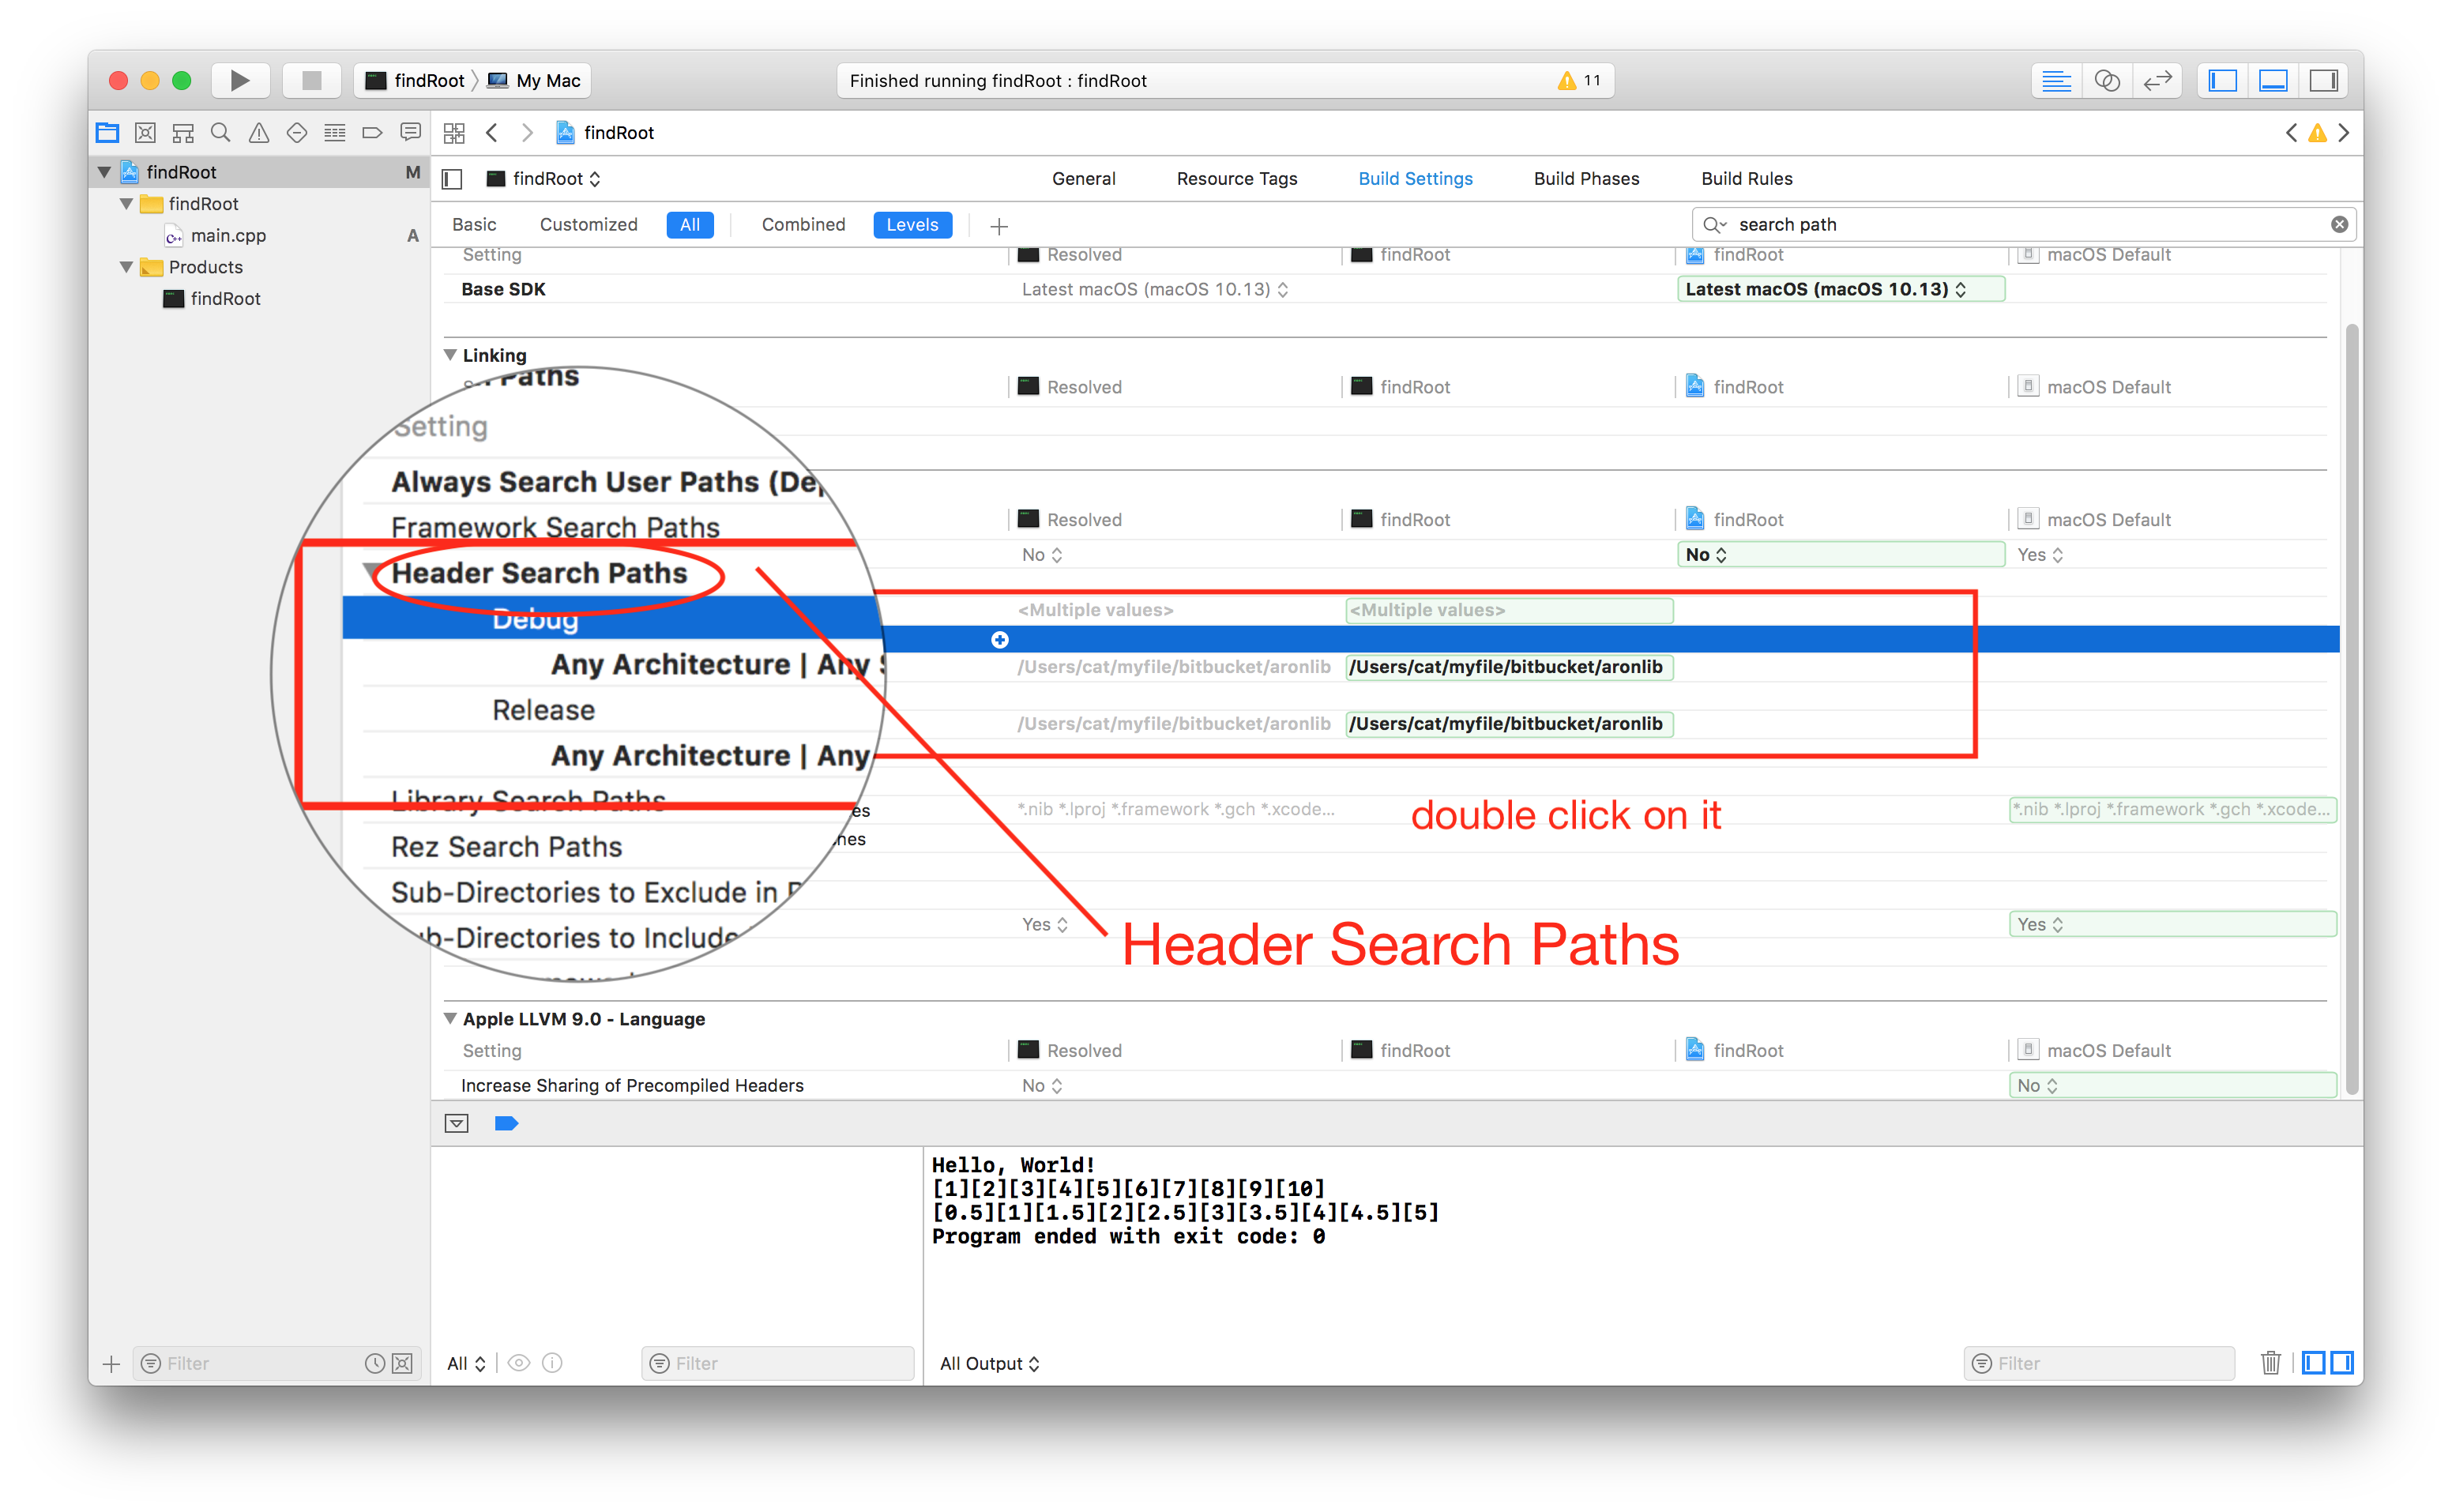 findRoot My Mac
Finished running findRoot : findRoot 11
findRoot
findRoot M
findRoot
main.cpp A
Products
findRoot
findRoot General Resource Tags Build Settings Build Phases Build Rules
Basic Customized All Combined Levels search path
Setting Resolved findRoot findRoot macOS Default
Base SDK Latest macOS (macOS 10.13) Latest macOS (macOS 10.13)
Linking
Resolved findRoot findRoot macOS Default
Paths
Setting
Always Search User Paths (De
Framework Search Paths
Resolved findRoot findRoot macOS Default
No No Yes
Header Search Paths
<Multiple values> <Multiple values>
Debug
Any Architecture | Any
/Users/cat/myfile/bitbucket/aronlib /Users/cat/myfile/bitbucket/aronlib
Release
/Users/cat/myfile/bitbucket/aronlib /Users/cat/myfile/bitbucket/aronlib
Any Architecture | Any
Library Search Paths
es *.nib *.lproj *.framework *.gch *.xcode... *.nib *.lproj *.framework *.gch *.xcode...
double click on it
Rez Search Paths
hes
Sub-Directories to Exclude in
b-Directories to Include
Yes Yes
Header Search Paths
Apple LLVM 9.0 - Language
Setting Resolved findRoot findRoot macOS Default
Increase Sharing of Precompiled Headers No No
Hello, World!
[1][2][3][4][5][6][7][8][9][10]
[0.5][1][1.5][2][2.5][3][3.5][4][4.5][5]
Program ended with exit code: 0
Filter All Filter All Output Filter